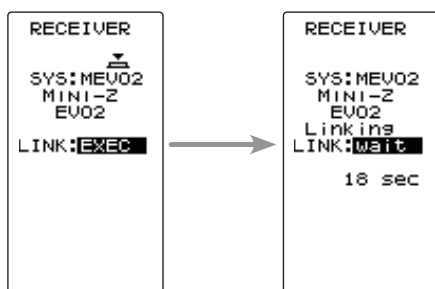 RECEIVER
SYS:MEVO2
MINI-Z
EVO2
LINK:EXEC
RECEIVER
SYS:MEVO2
MINI-Z
EVO2
Linking
LINK:wait
18 sec